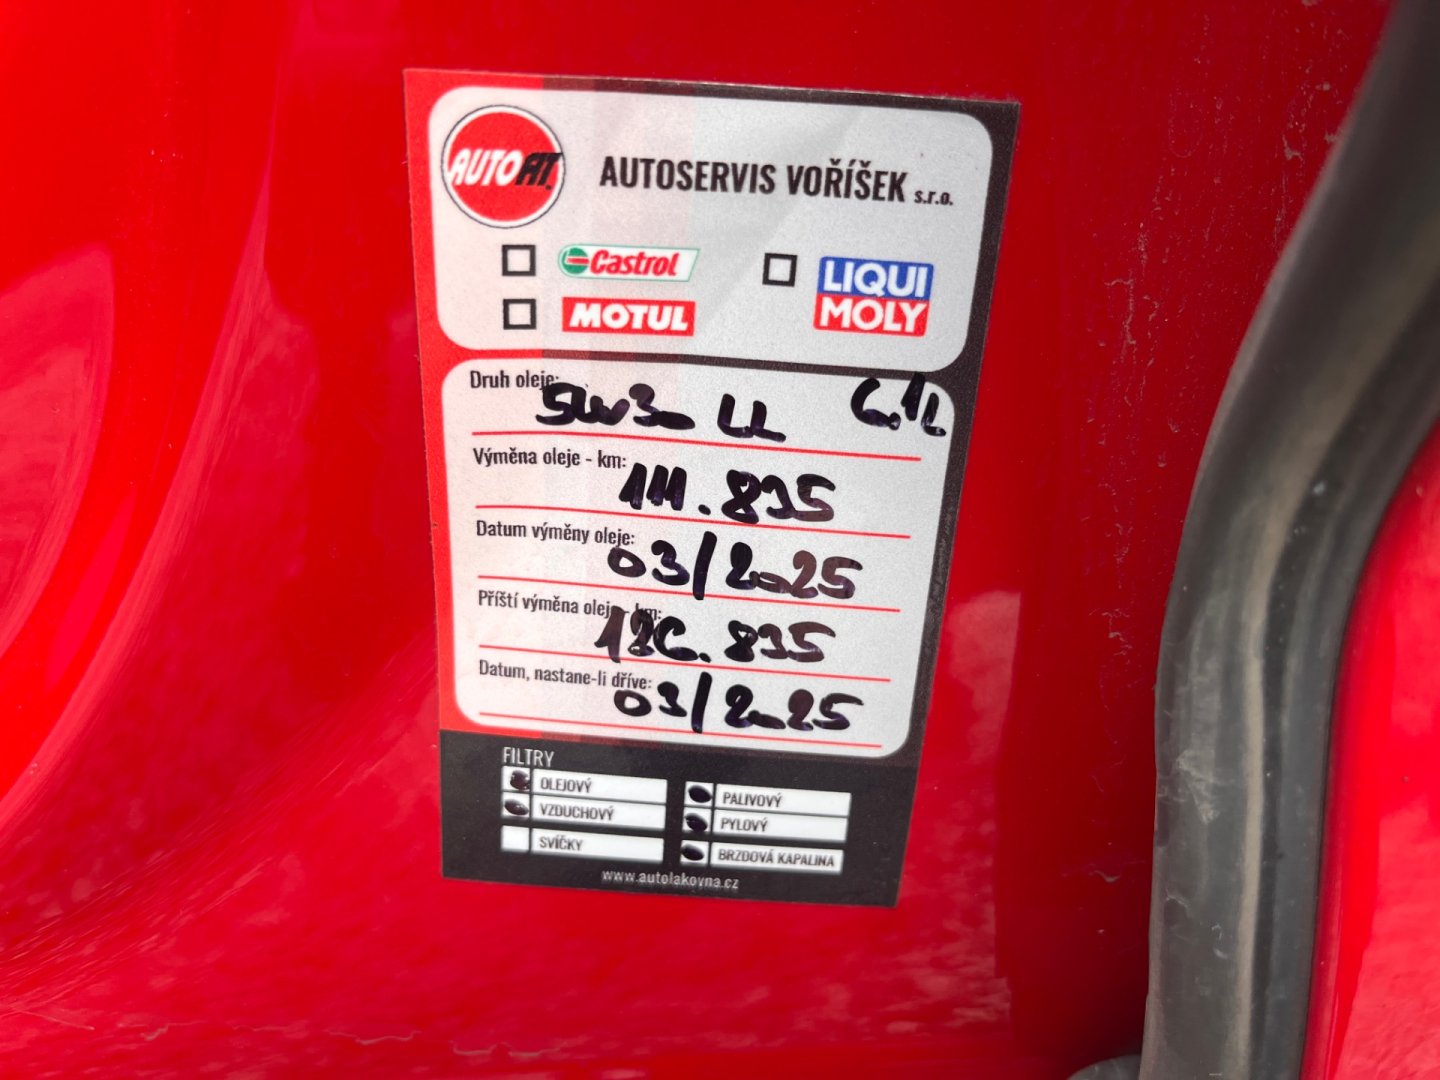 AUTOFIT
AUTOSERVIS VOŘÍŠEK s.r.o.
Castrol
LIQUI MOLY
MOTUL
Druh oleje: 5W30 LL 6.1L
Výměna oleje - km: 111.835
Datum výměny oleje: 03/2025
Příští výměna oleje - km: 126.835
Datum, nastane-li dříve: 03/2025
FILTRY
OLEJOVÝ PALIVOVÝ
VZDUCHOVÝ PYLOVÝ
SVÍČKY BRZDOVÁ KAPALINA
www.autolakovna.cz